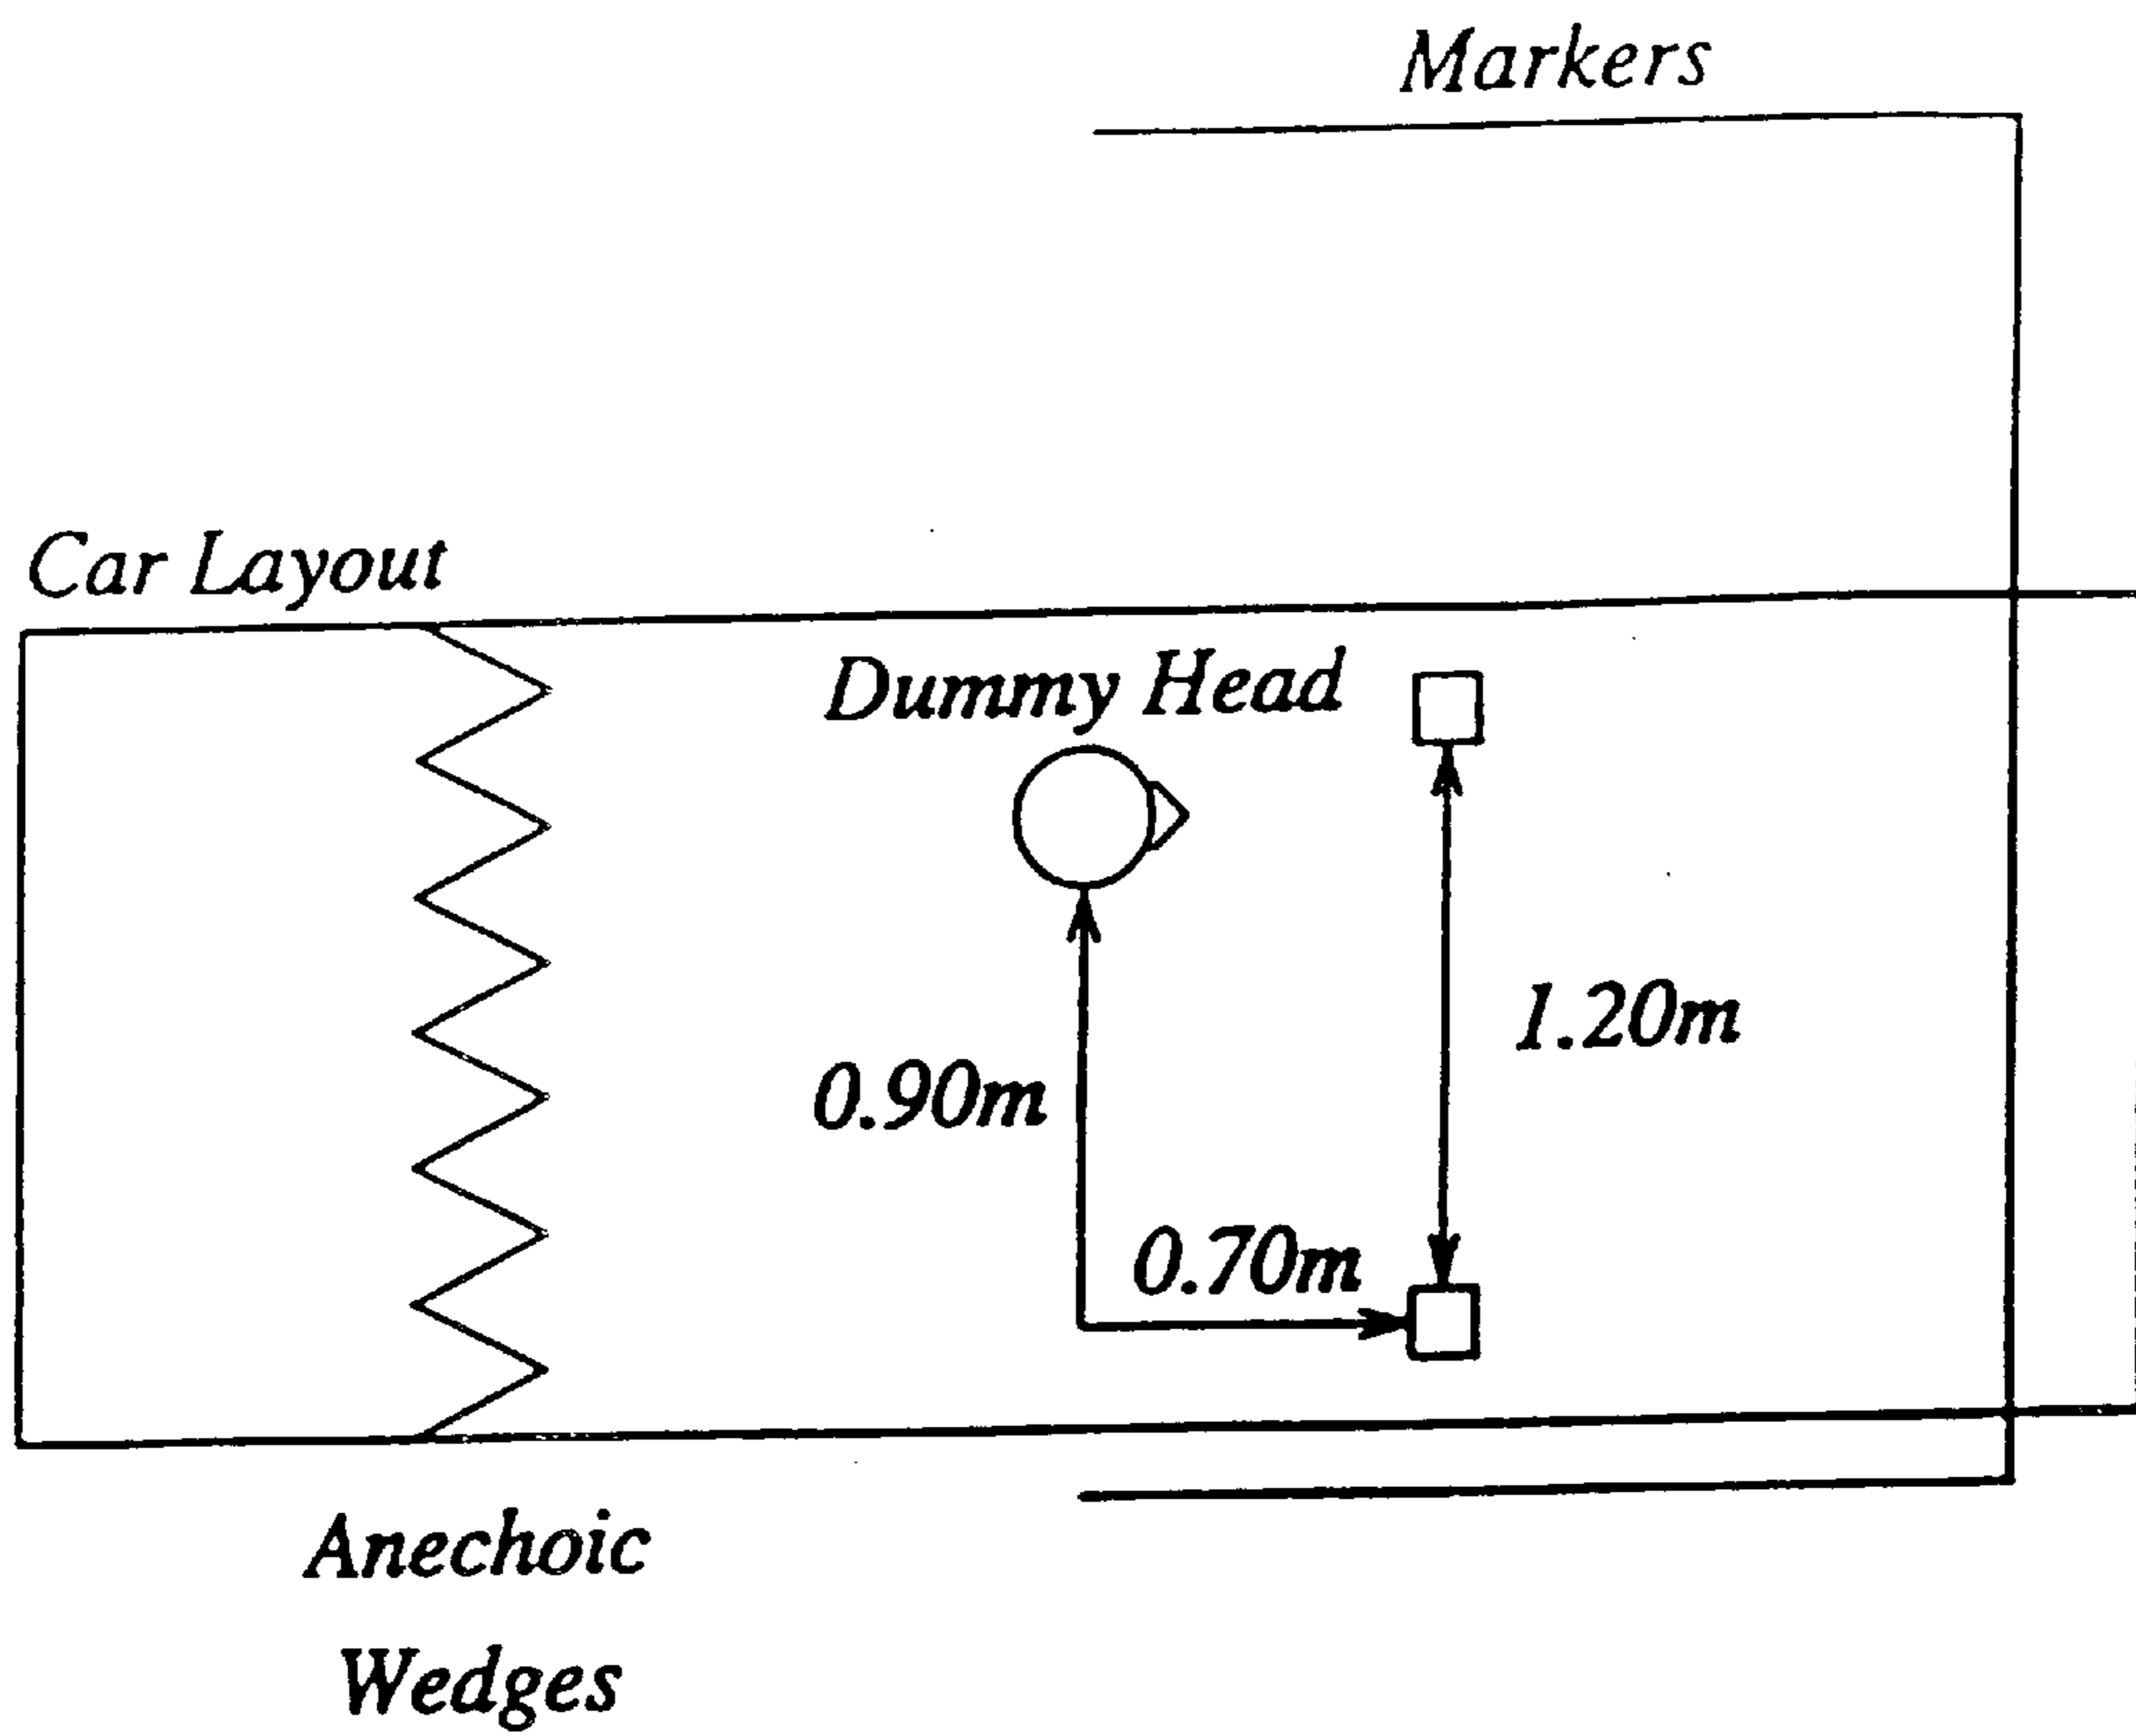 Markers
Car Layout
Dummy Head
1.20m
0.90m
0.70m
Anechoic
Wedges